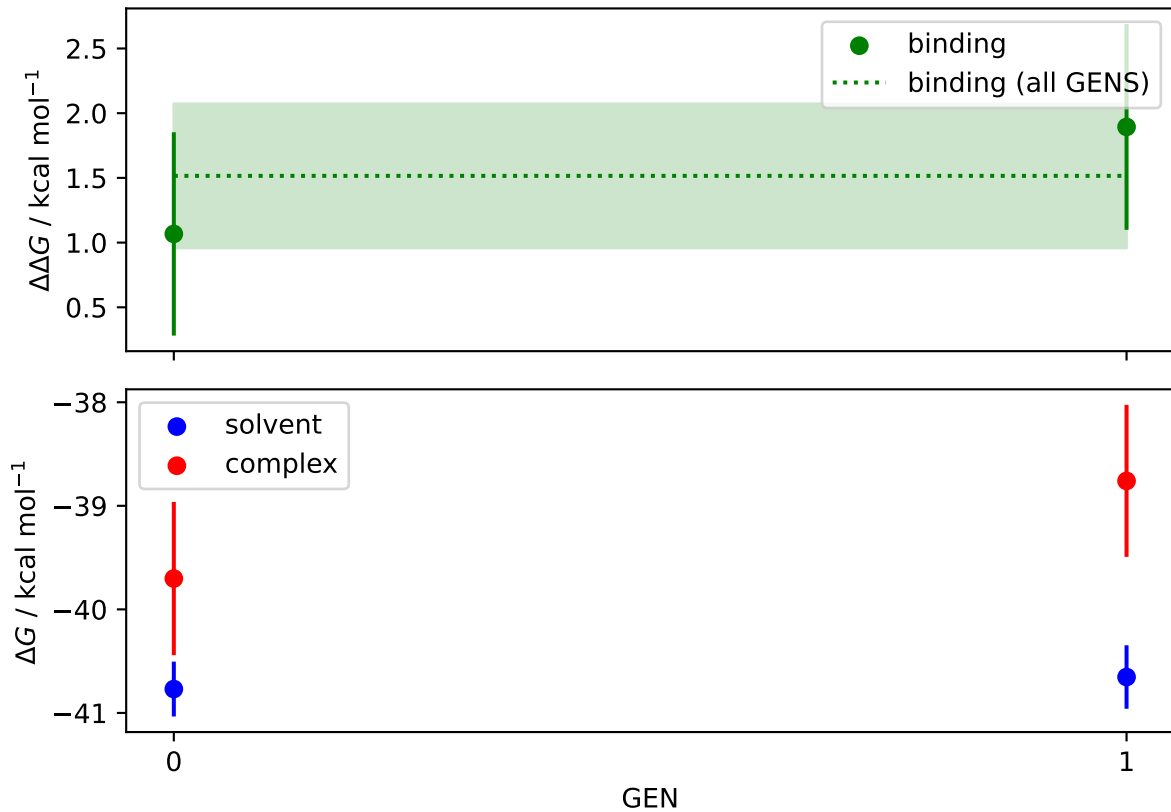 2.5
2.0
1.5
1.0
0.5
ΔΔG / kcal mol⁻¹
binding
binding (all GENS)
−38
−39
−40
−41
ΔG / kcal mol⁻¹
solvent
complex
0
1
GEN